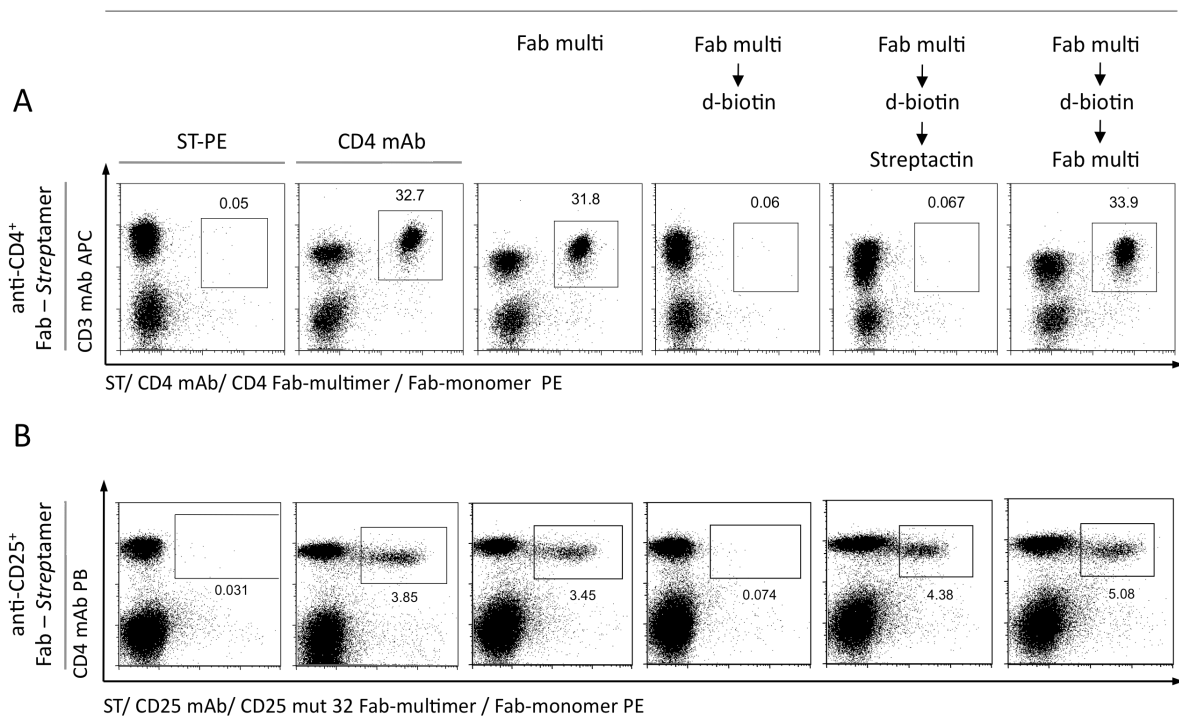 Fab multi
Fab multi
d-biotin
Fab multi
d-biotin
Streptactin
Fab multi
d-biotin
Fab multi
A
ST-PE
CD4 mAb
anti-CD4⁺
Fab – Streptamer
CD3 mAb APC
0.05
32.7
31.8
0.06
0.067
33.9
ST/ CD4 mAb/ CD4 Fab-multimer / Fab-monomer PE
B
anti-CD25⁺
Fab – Streptamer
CD4 mAb PB
0.031
3.85
3.45
0.074
4.38
5.08
ST/ CD25 mAb/ CD25 mut 32 Fab-multimer / Fab-monomer PE